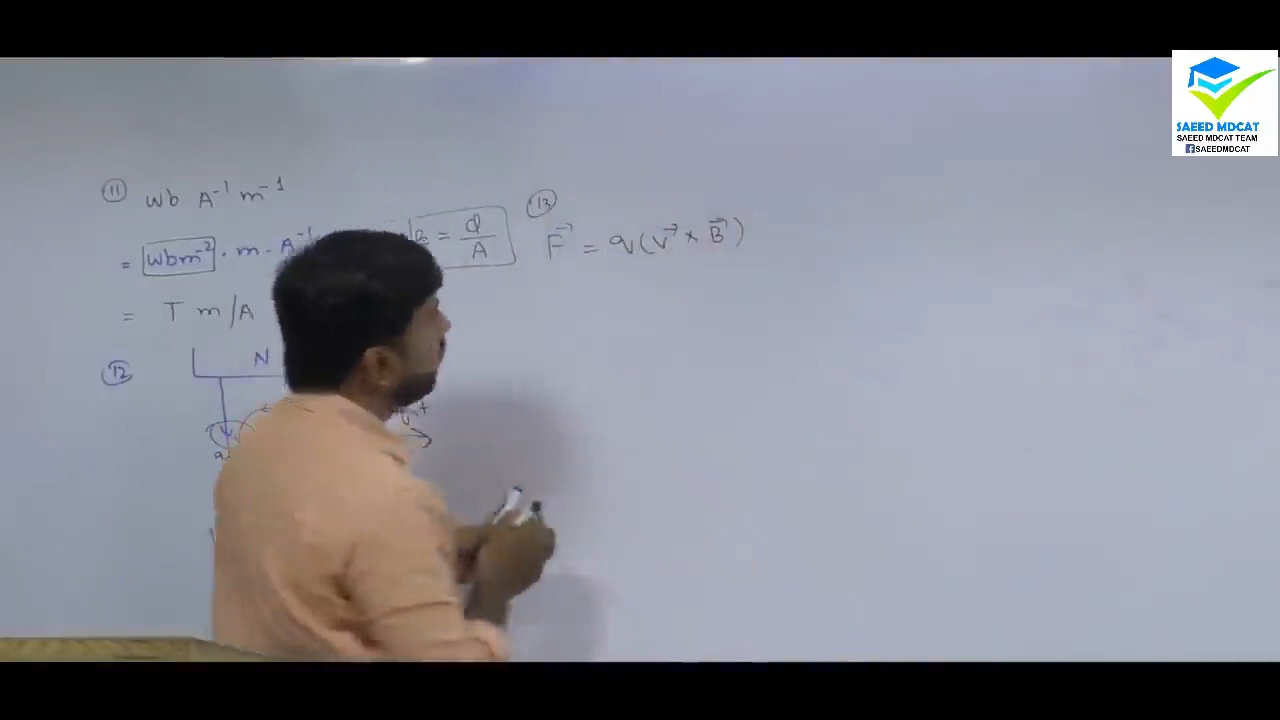 ⑪ Wb A⁻¹ m⁻¹
= Wbm⁻² · m · A⁻¹
B = Φ/A
= T m/A
⑫ N
⑬
F⃗ = q(v⃗ × B⃗)
SAEED MDCAT
SAEED MDCAT TEAM
SAEEDMDCAT